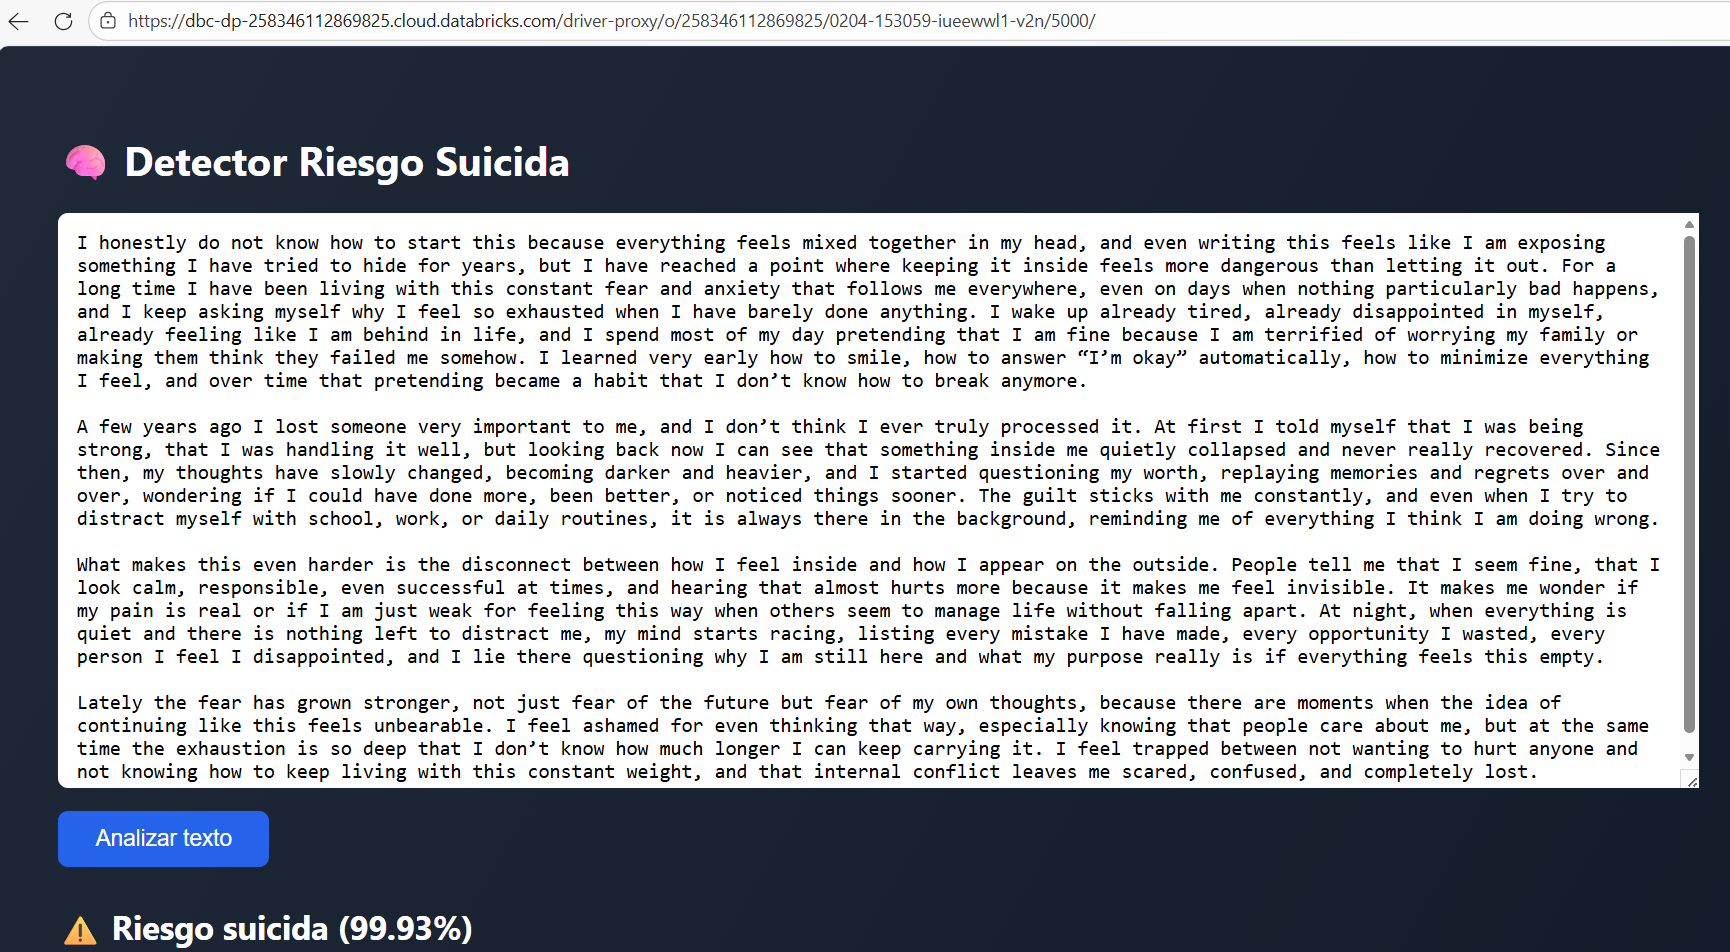 https://dbc-dp-258346112869825.cloud.databricks.com/driver-proxy/o/258346112869825/0204-153059-iueewwl1-v2n/5000/
Detector Riesgo Suicida
I honestly do not know how to start this because everything feels mixed together in my head, and even writing this feels like I am exposing
something I have tried to hide for years, but I have reached a point where keeping it inside feels more dangerous than letting it out. For a
long time I have been living with this constant fear and anxiety that follows me everywhere, even on days when nothing particularly bad happens,
and I keep asking myself why I feel so exhausted when I have barely done anything. I wake up already tired, already disappointed in myself,
already feeling like I am behind in life, and I spend most of my day pretending that I am fine because I am terrified of worrying my family or
making them think they failed me somehow. I learned very early how to smile, how to answer “I’m okay” automatically, how to minimize everything
I feel, and over time that pretending became a habit that I don’t know how to break anymore.
A few years ago I lost someone very important to me, and I don’t think I ever truly processed it. At first I told myself that I was being
strong, that I was handling it well, but looking back now I can see that something inside me quietly collapsed and never really recovered. Since
then, my thoughts have slowly changed, becoming darker and heavier, and I started questioning my worth, replaying memories and regrets over and
over, wondering if I could have done more, been better, or noticed things sooner. The guilt sticks with me constantly, and even when I try to
distract myself with school, work, or daily routines, it is always there in the background, reminding me of everything I think I am doing wrong.
What makes this even harder is the disconnect between how I feel inside and how I appear on the outside. People tell me that I seem fine, that I
look calm, responsible, even successful at times, and hearing that almost hurts more because it makes me feel invisible. It makes me wonder if
my pain is real or if I am just weak for feeling this way when others seem to manage life without falling apart. At night, when everything is
quiet and there is nothing left to distract me, my mind starts racing, listing every mistake I have made, every opportunity I wasted, every
person I feel I disappointed, and I lie there questioning why I am still here and what my purpose really is if everything feels this empty.
Lately the fear has grown stronger, not just fear of the future but fear of my own thoughts, because there are moments when the idea of
continuing like this feels unbearable. I feel ashamed for even thinking that way, especially knowing that people care about me, but at the same
time the exhaustion is so deep that I don’t know how much longer I can keep carrying it. I feel trapped between not wanting to hurt anyone and
not knowing how to keep living with this constant weight, and that internal conflict leaves me scared, confused, and completely lost.
Analizar texto
Riesgo suicida (99.93%)